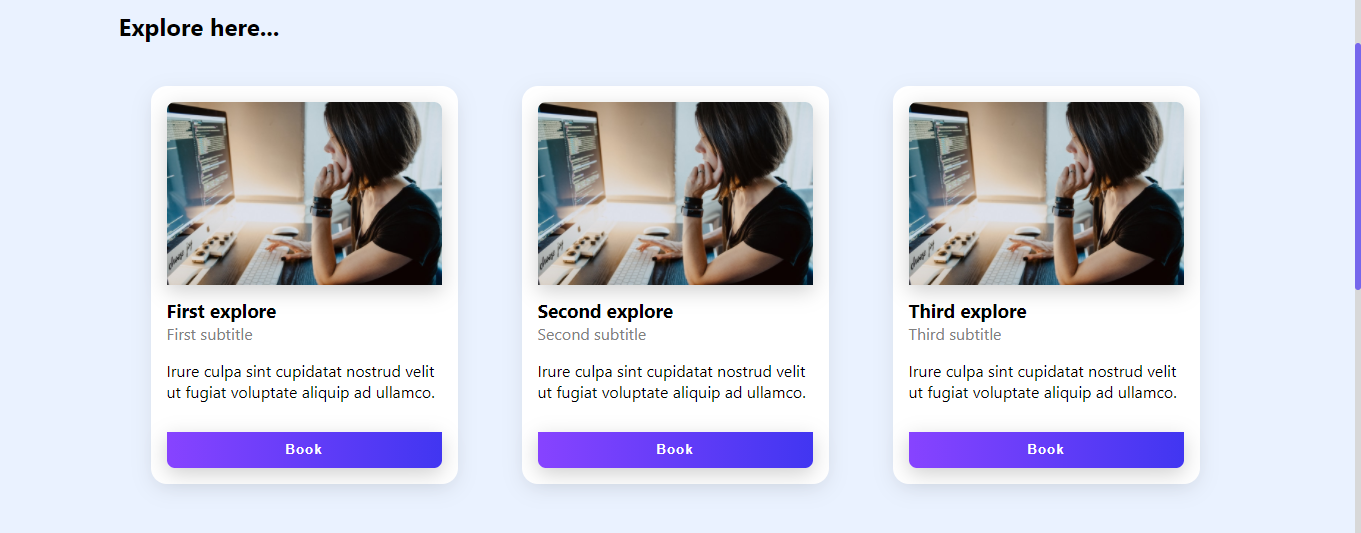 Explore here...
First explore
First subtitle
Irure culpa sint cupidatat nostrud velit
ut fugiat voluptate aliquip ad ullamco.
Book
Second explore
Second subtitle
Irure culpa sint cupidatat nostrud velit
ut fugiat voluptate aliquip ad ullamco.
Book
Third explore
Third subtitle
Irure culpa sint cupidatat nostrud velit
ut fugiat voluptate aliquip ad ullamco.
Book